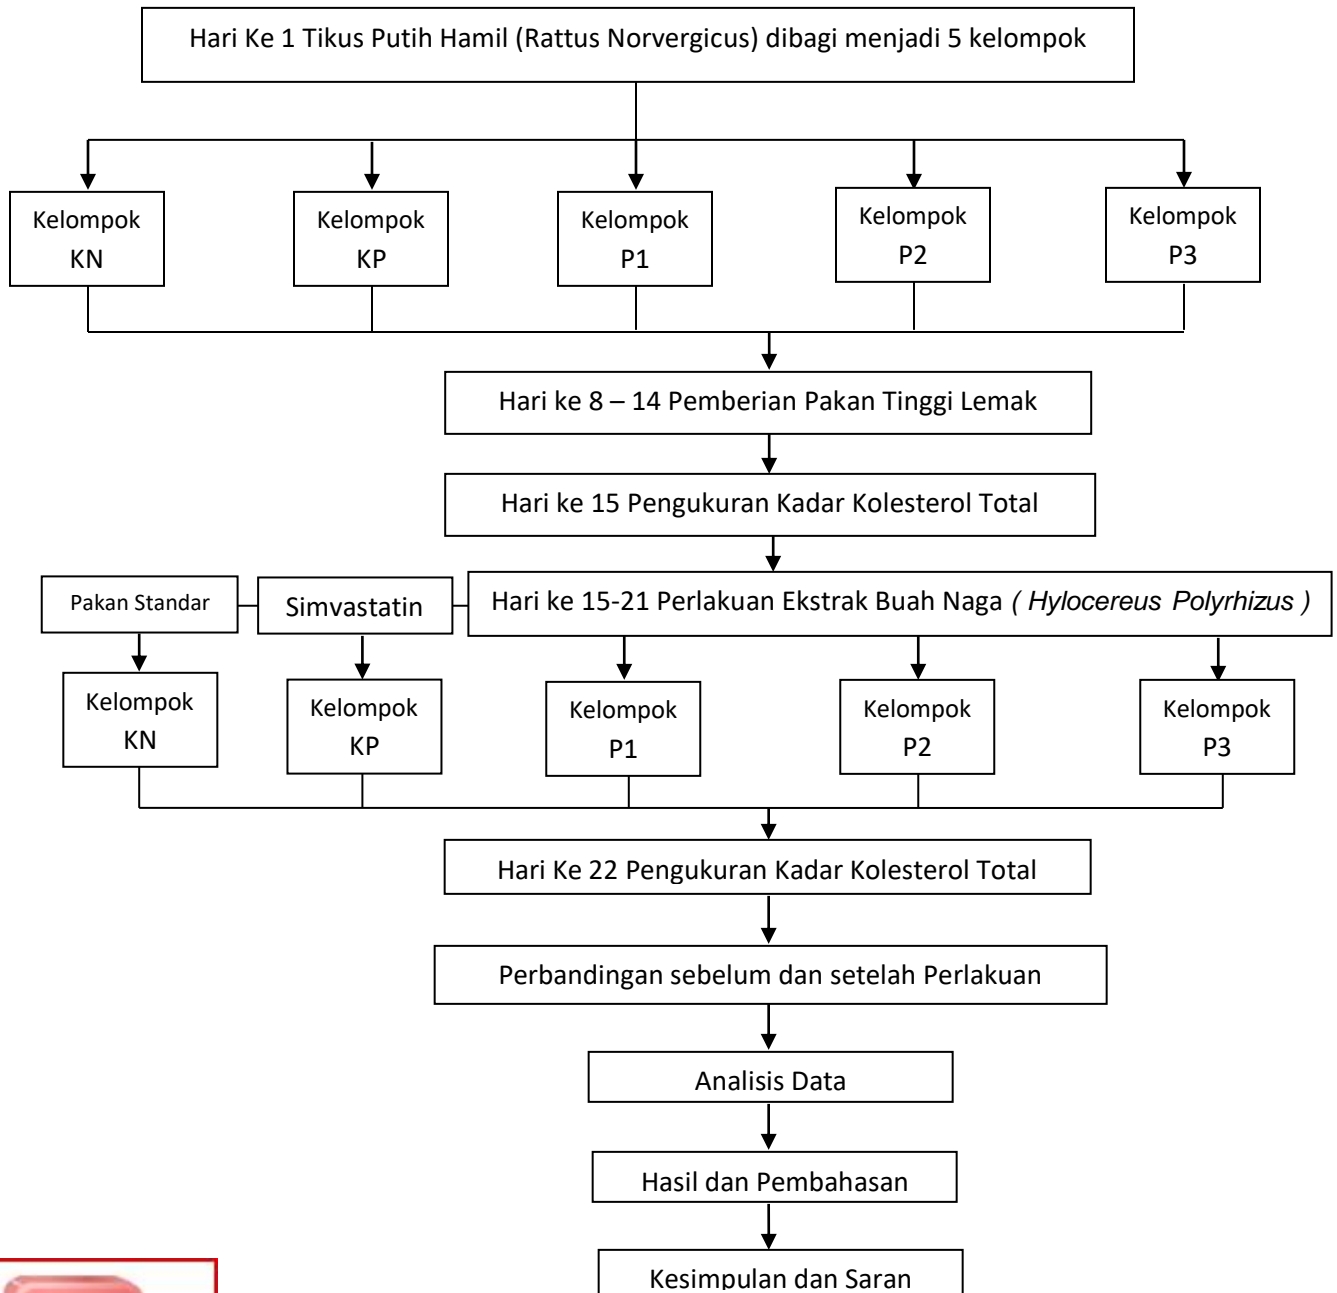 Hari Ke 1 Tikus Putih Hamil (Rattus Norvergicus) dibagi menjadi 5 kelompok
Kelompok
KN
Kelompok
KP
Kelompok
P1
Kelompok
P2
Kelompok
P3
Hari ke 8 – 14 Pemberian Pakan Tinggi Lemak
Hari ke 15 Pengukuran Kadar Kolesterol Total
Pakan Standar
Simvastatin
Hari ke 15-21 Perlakuan Ekstrak Buah Naga ( Hylocereus Polyrhizus )
Kelompok
KN
Kelompok
KP
Kelompok
P1
Kelompok
P2
Kelompok
P3
Hari Ke 22 Pengukuran Kadar Kolesterol Total
Perbandingan sebelum dan setelah Perlakuan
Analisis Data
Hasil dan Pembahasan
Kesimpulan dan Saran